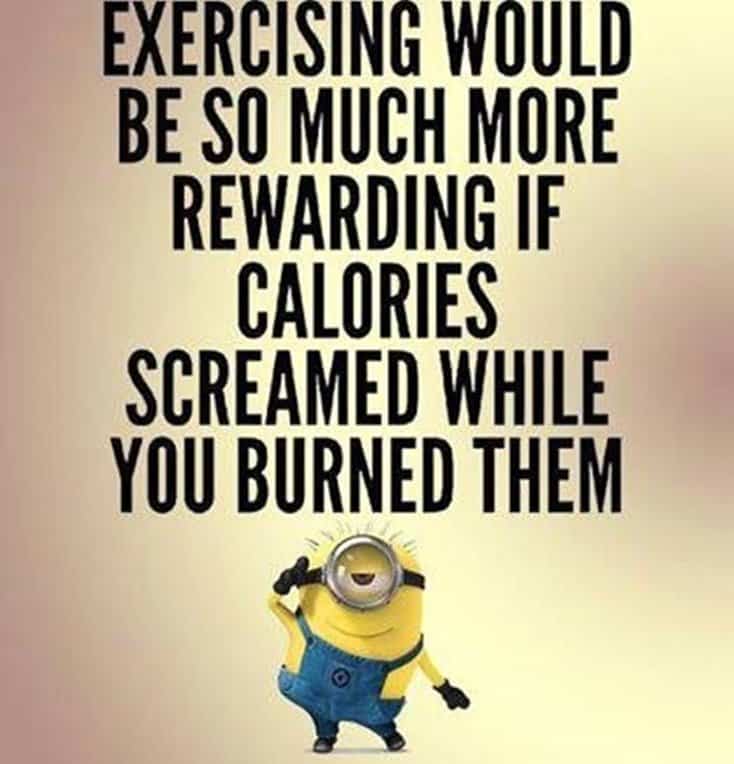 EXERCISING WOULD
BE SO MUCH MORE
REWARDING IF
CALORIES
SCREAMED WHILE
YOU BURNED THEM